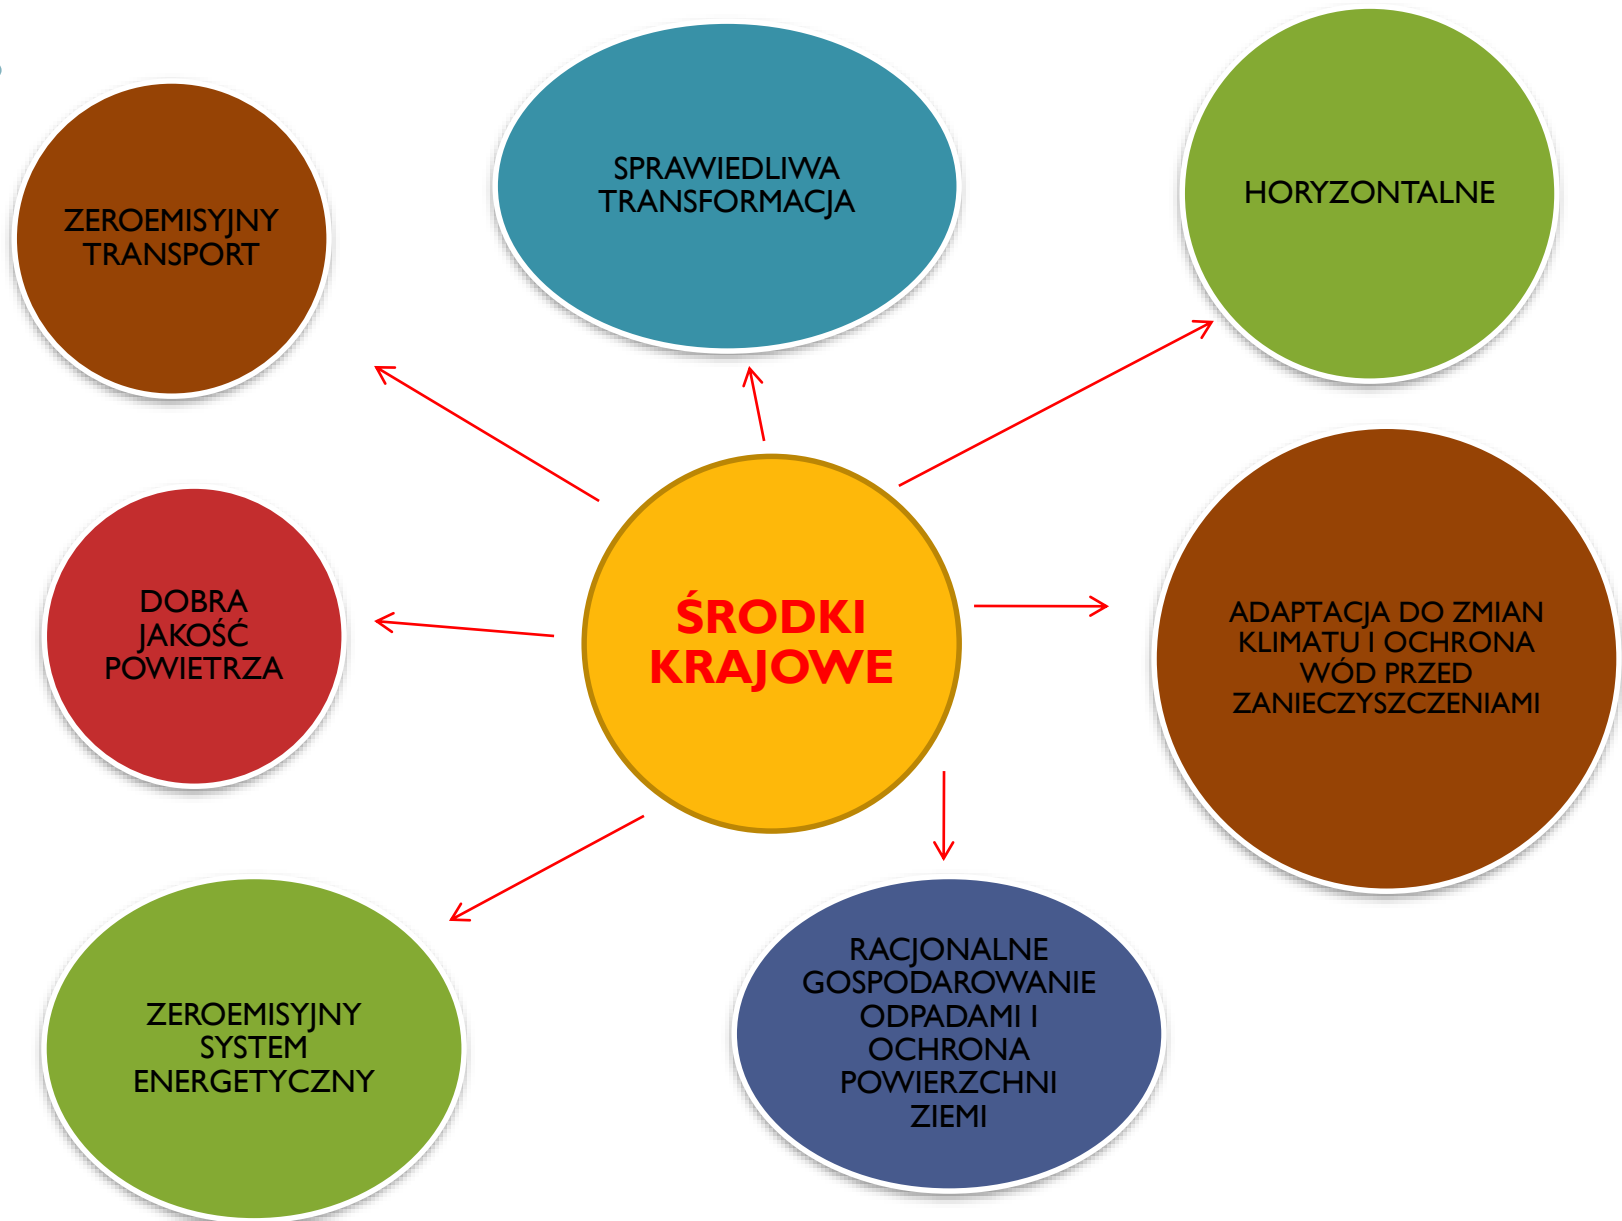 ZEROEMISYJNY
TRANSPORT
SPRAWIEDLIWA
TRANSFORMACJA
HORYZONTALNE
DOBRA
JAKOŚĆ
POWIETRZA
ŚRODKI
KRAJOWE
ADAPTACJA DO ZMIAN
KLIMATU I OCHRONA
WÓD PRZED
ZANIECZYSZCZENIAMI
ZEROEMISYJNY
SYSTEM
ENERGETYCZNY
RACJONALNE
GOSPODAROWANIE
ODPADAMI I
OCHRONA
POWIERZCHNI
ZIEMI